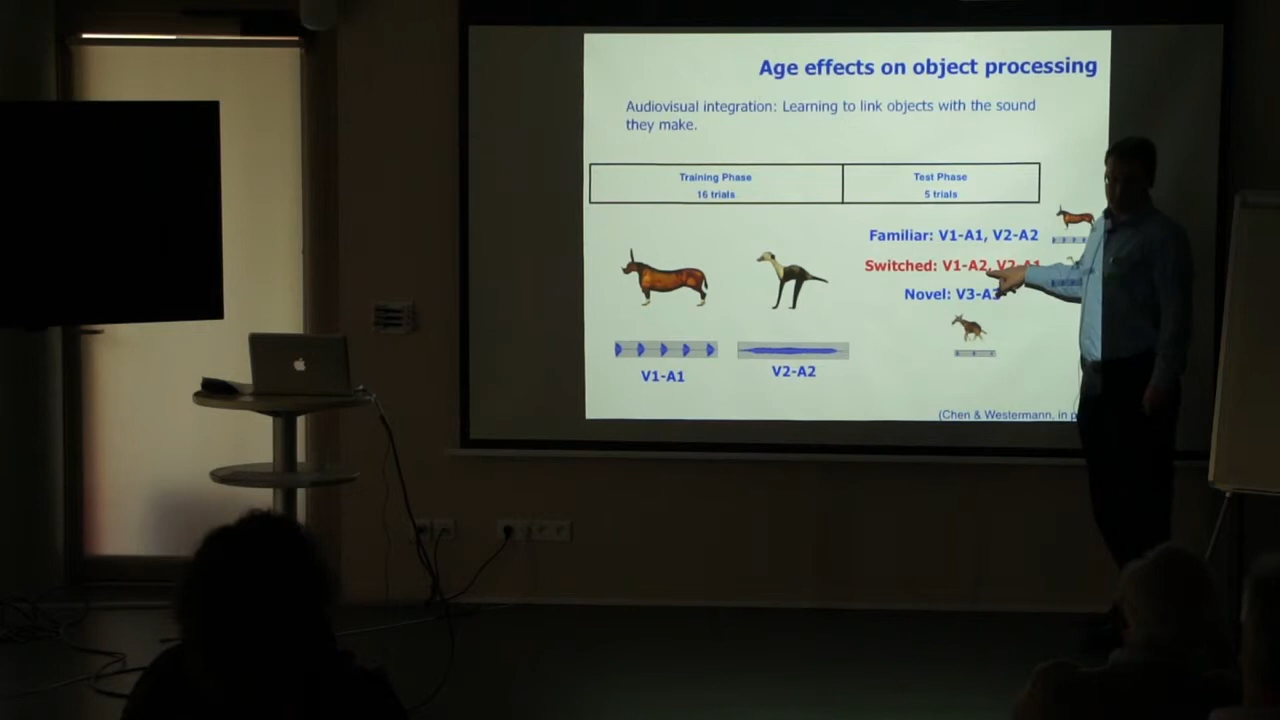 Age effects on object processing
Audiovisual integration: Learning to link objects with the sound
they make.
Training Phase
16 trials
Test Phase
5 trials
Familiar: V1-A1, V2-A2
Switched: V1-A2, V2-A1
Novel: V3-A3
V1-A1
V2-A2
(Chen & Westermann, in p